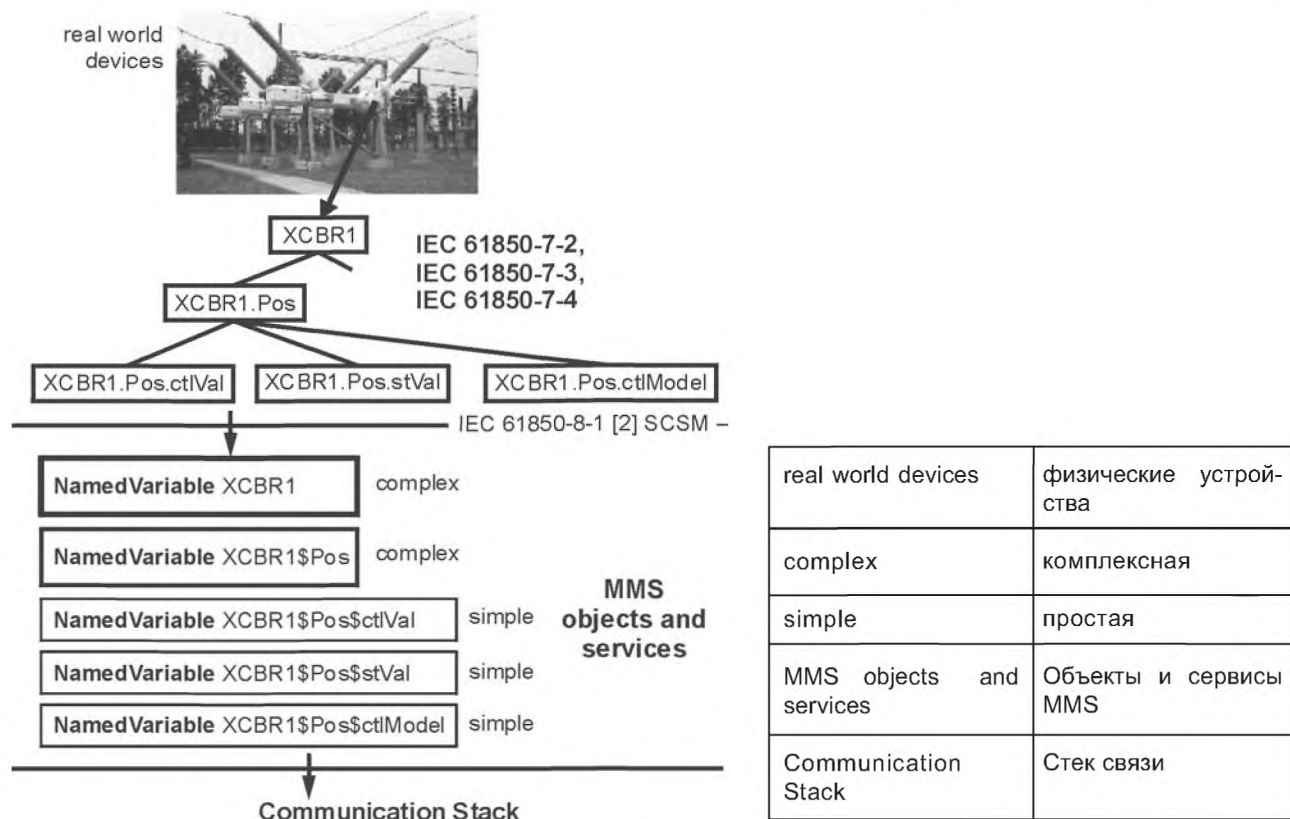 real world
devices
XCBR1
IEC 61850-7-2,
IEC 61850-7-3,
IEC 61850-7-4
XCBR1.Pos
XCBR1.Pos.ctlVal
XCBR1.Pos.stVal
XCBR1.Pos.ctlModel
IEC 61850-8-1 [2] SCSM –
NamedVariable XCBR1
complex
NamedVariable XCBR1$Pos
complex
NamedVariable XCBR1$Pos$ctlVal
simple
NamedVariable XCBR1$Pos$stVal
simple
NamedVariable XCBR1$Pos$ctlModel
simple
MMS
objects and
services
Communication Stack
real world devices
физические устрой-
ства
complex
комплексная
simple
простая
MMS objects and
services
Объекты и сервисы
MMS
Communication
Stack
Стек связи